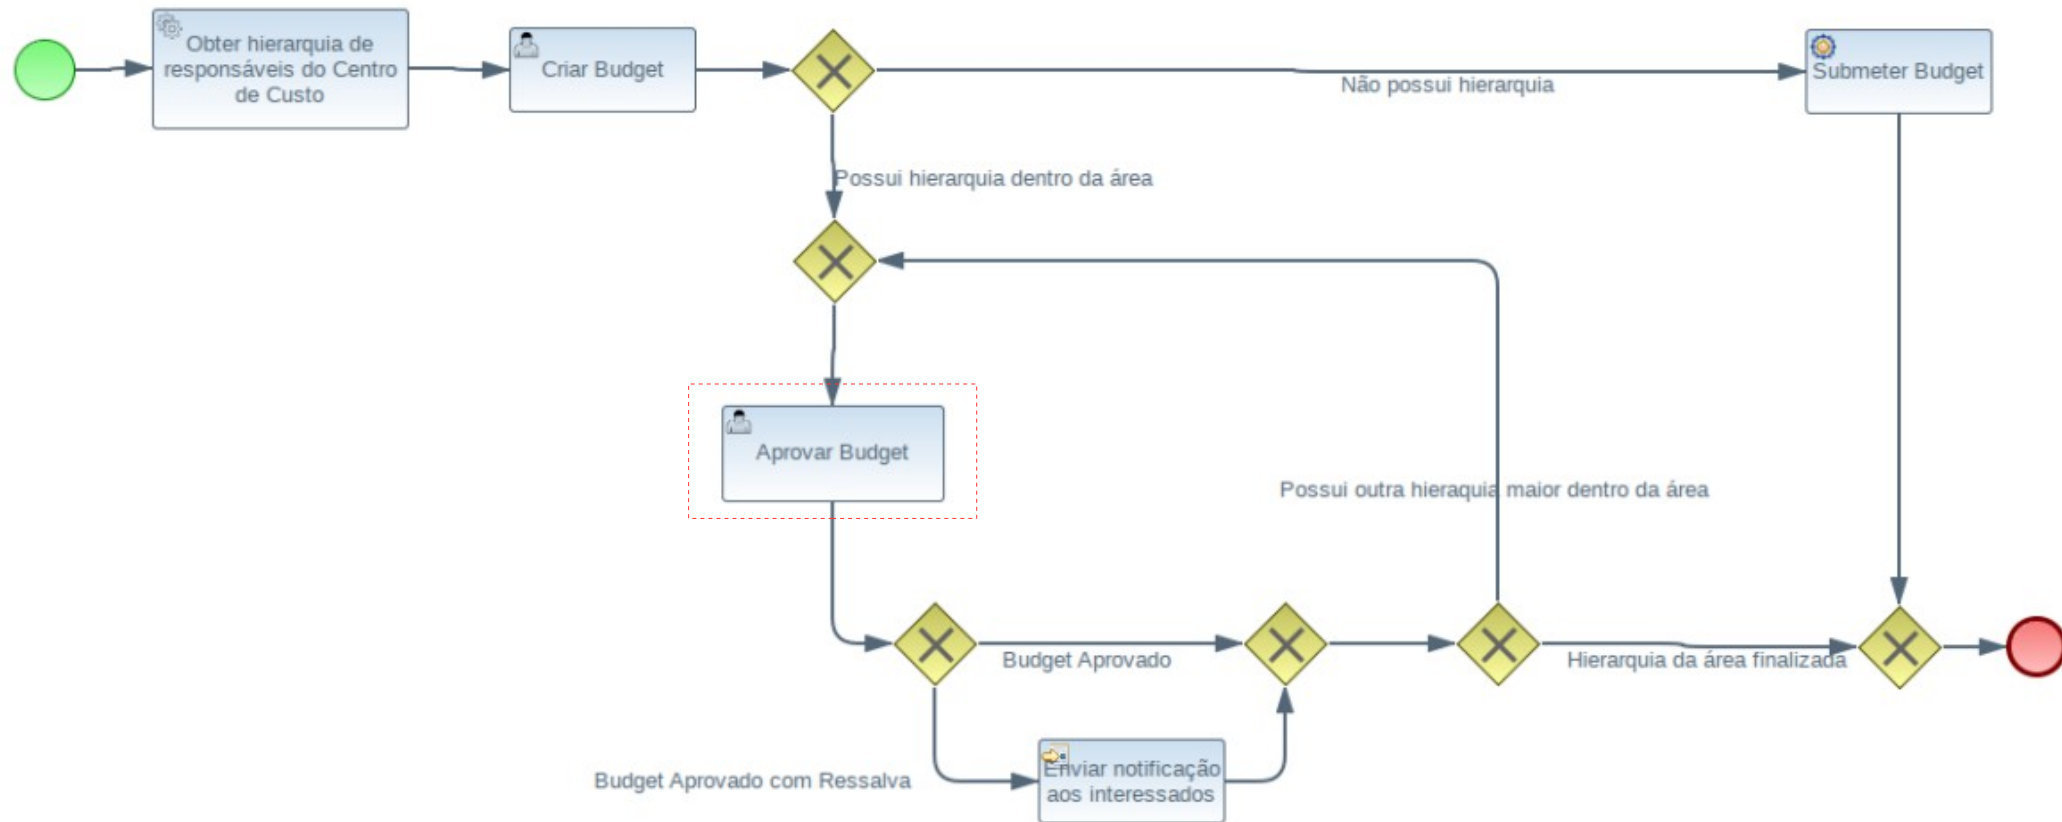 Obter hierarquia de
responsáveis do Centro
de Custo
Criar Budget
Não possui hierarquia
Submeter Budget
Possui hierarquia dentro da área
Aprovar Budget
Possui outra hieraquia maior dentro da área
Budget Aprovado
Hierarquia da área finalizada
Budget Aprovado com Ressalva
Enviar notificação
aos interessados